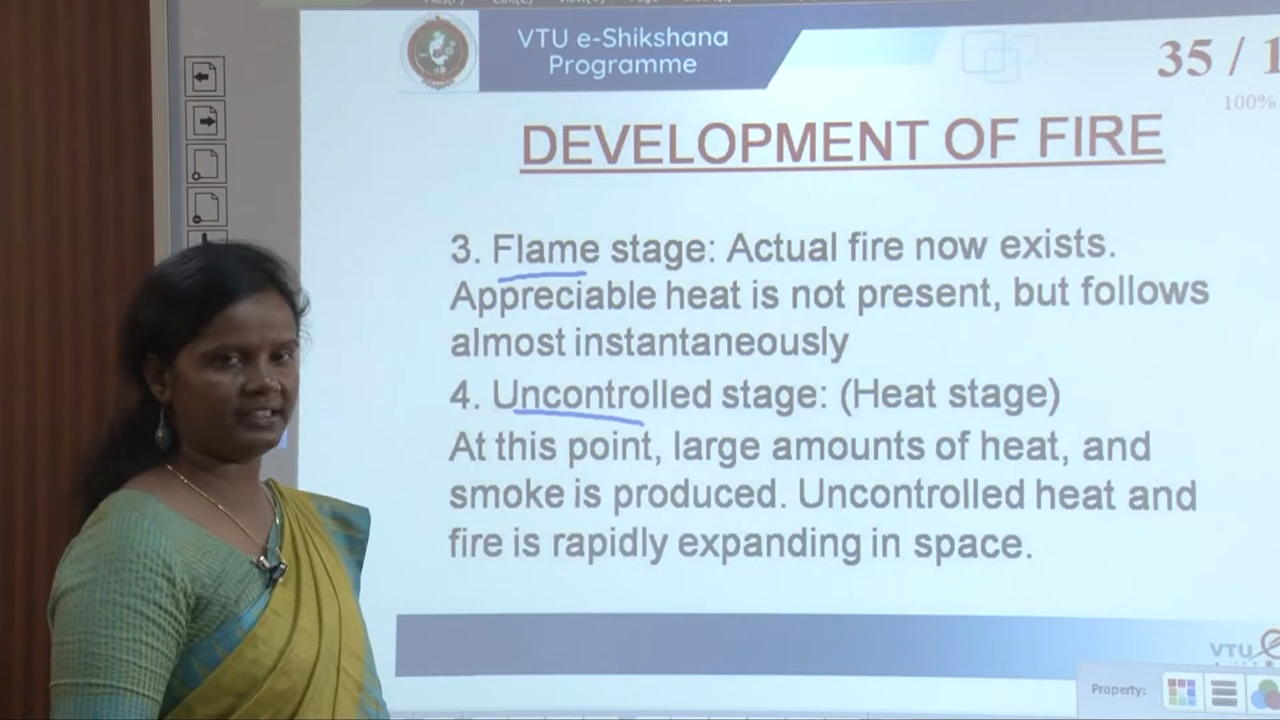 VTU e-Shikshana
Programme
35 / 1
100%
DEVELOPMENT OF FIRE
3. Flame stage: Actual fire now exists.
Appreciable heat is not present, but follows
almost instantaneously
4. Uncontrolled stage: (Heat stage)
At this point, large amounts of heat, and
smoke is produced. Uncontrolled heat and
fire is rapidly expanding in space.
VTU
Property: